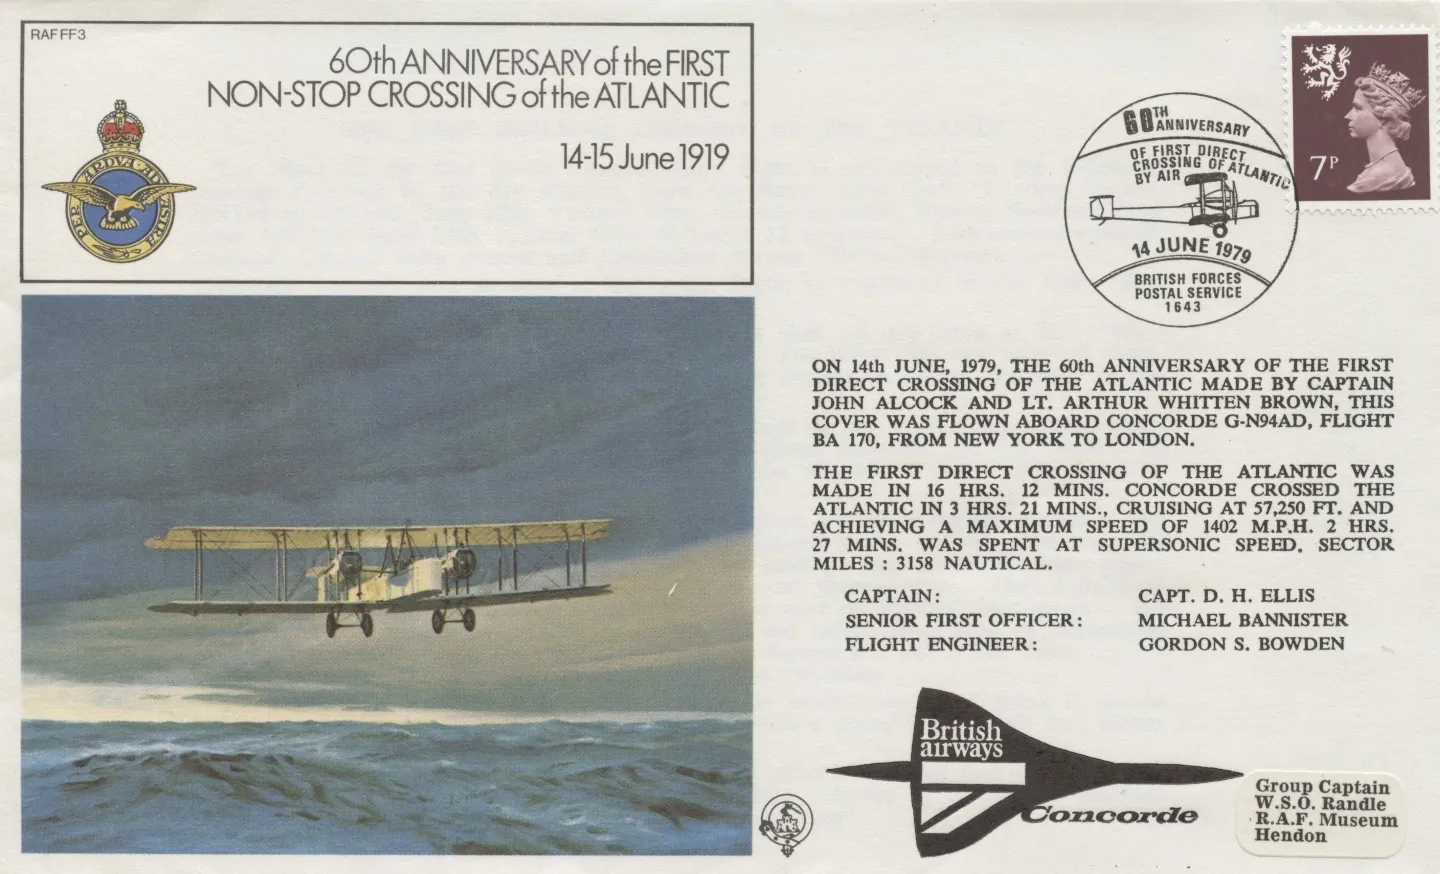 RAF FF3
60th ANNIVERSARY of the FIRST
NON-STOP CROSSING of the ATLANTIC
14-15 June 1919
PER ARDVA AD ASTRA
60TH
ANNIVERSARY
OF FIRST DIRECT
CROSSING OF ATLANTIC
BY AIR
14 JUNE 1979
BRITISH FORCES
POSTAL SERVICE
1643
7P
ON 14th JUNE, 1979, THE 60th ANNIVERSARY OF THE FIRST
DIRECT CROSSING OF THE ATLANTIC MADE BY CAPTAIN
JOHN ALCOCK AND LT. ARTHUR WHITTEN BROWN, THIS
COVER WAS FLOWN ABOARD CONCORDE G-N94AD, FLIGHT
BA 170, FROM NEW YORK TO LONDON.
THE FIRST DIRECT CROSSING OF THE ATLANTIC WAS
MADE IN 16 HRS. 12 MINS. CONCORDE CROSSED THE
ATLANTIC IN 3 HRS. 21 MINS., CRUISING AT 57,250 FT. AND
ACHIEVING A MAXIMUM SPEED OF 1402 M.P.H. 2 HRS.
27 MINS. WAS SPENT AT SUPERSONIC SPEED. SECTOR
MILES : 3158 NAUTICAL.
CAPTAIN: CAPT. D. H. ELLIS
SENIOR FIRST OFFICER: MICHAEL BANNISTER
FLIGHT ENGINEER: GORDON S. BOWDEN
British
airways
Concorde
Group Captain
W.S.O. Randle
R.A.F. Museum
Hendon